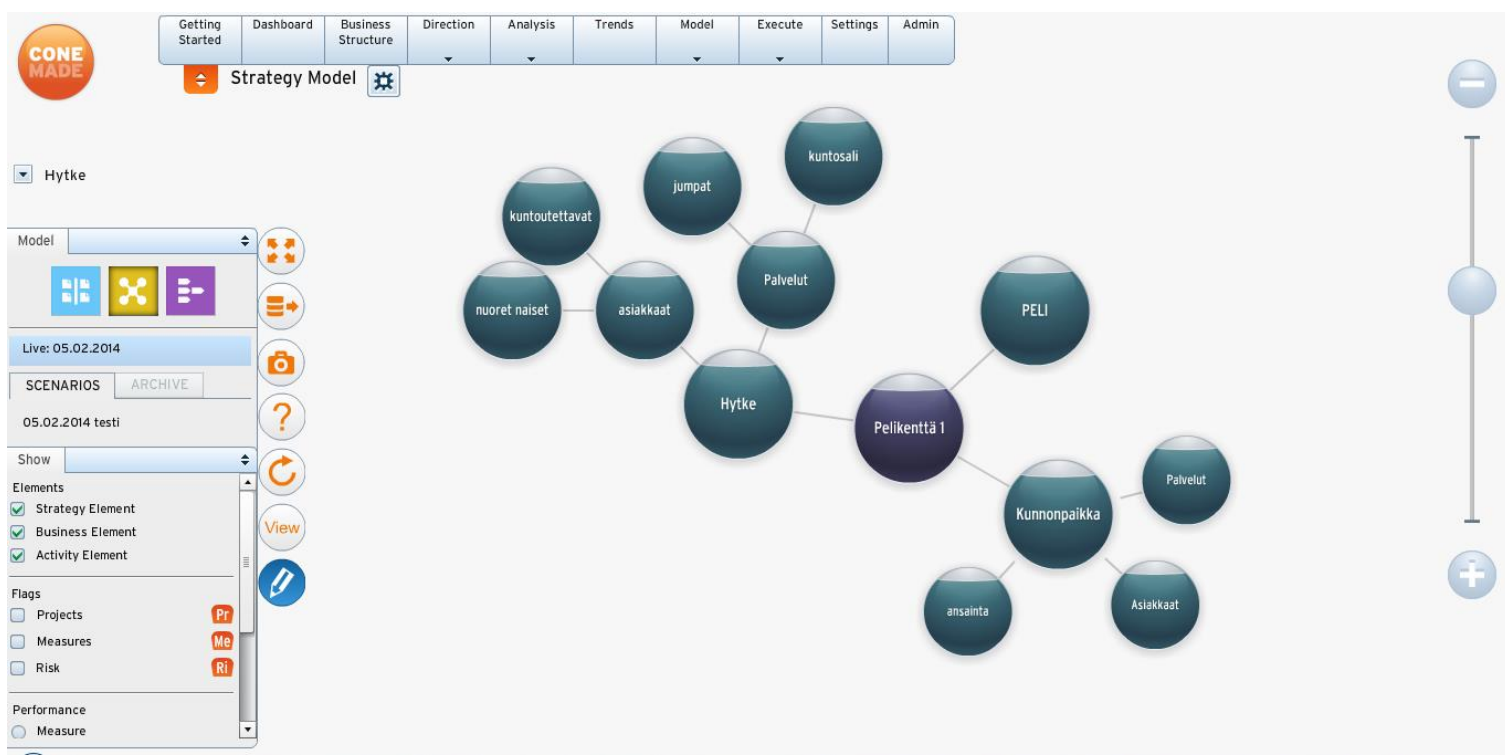 CONE
MADE
Getting
Started
Dashboard
Business
Structure
Direction
Analysis
Trends
Model
Execute
Settings
Admin
Strategy Model
Hytke
Model
Live: 05.02.2014
SCENARIOS
ARCHIVE
05.02.2014 testi
Show
Elements
Strategy Element
Business Element
Activity Element
Flags
Projects
Pr
Measures
Me
Risk
Ri
Performance
Measure
?
View
kuntosali
jumpat
kuntoutettavat
Palvelut
nuoret naiset
asiakkaat
PELI
Hytke
Pelikenttä 1
Palvelut
Kunnonpaikka
ansainta
Asiakkaat